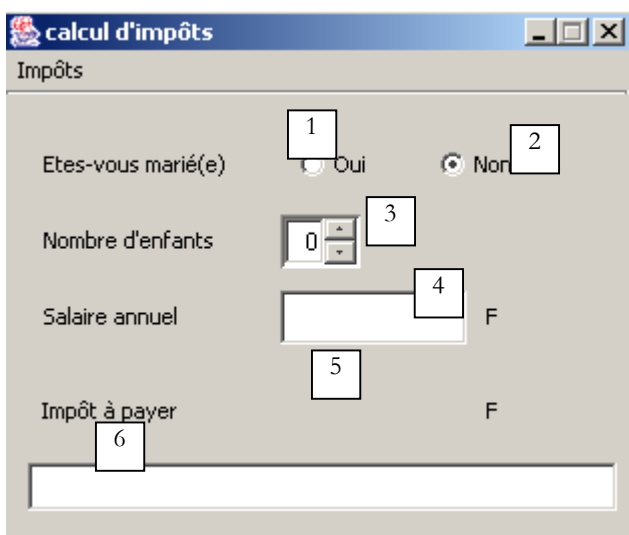 calcul d'impôts
Impôts
1
2
Etes-vous marié(e) Oui Non
3
Nombre d'enfants 0
4
Salaire annuel F
5
Impôt à payer F
6